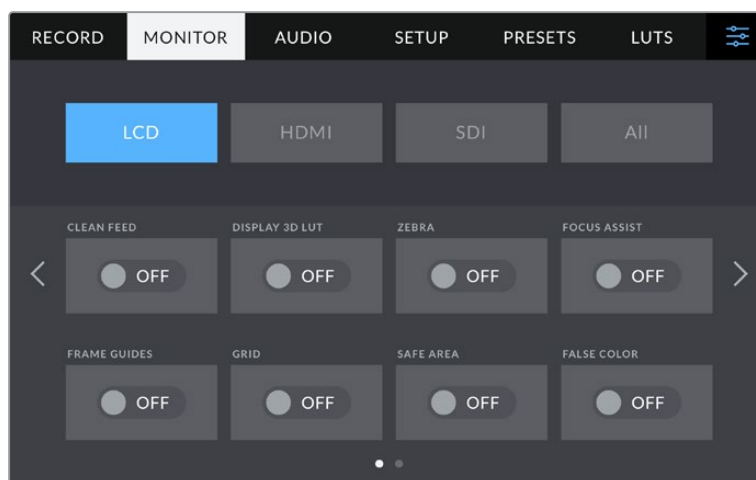 RECORD MONITOR AUDIO SETUP PRESETS LUTS
LCD HDMI SDI All
CLEAN FEED DISPLAY 3D LUT ZEBRA FOCUS ASSIST
OFF OFF OFF OFF
FRAME GUIDES GRID SAFE AREA FALSE COLOR
OFF OFF OFF OFF